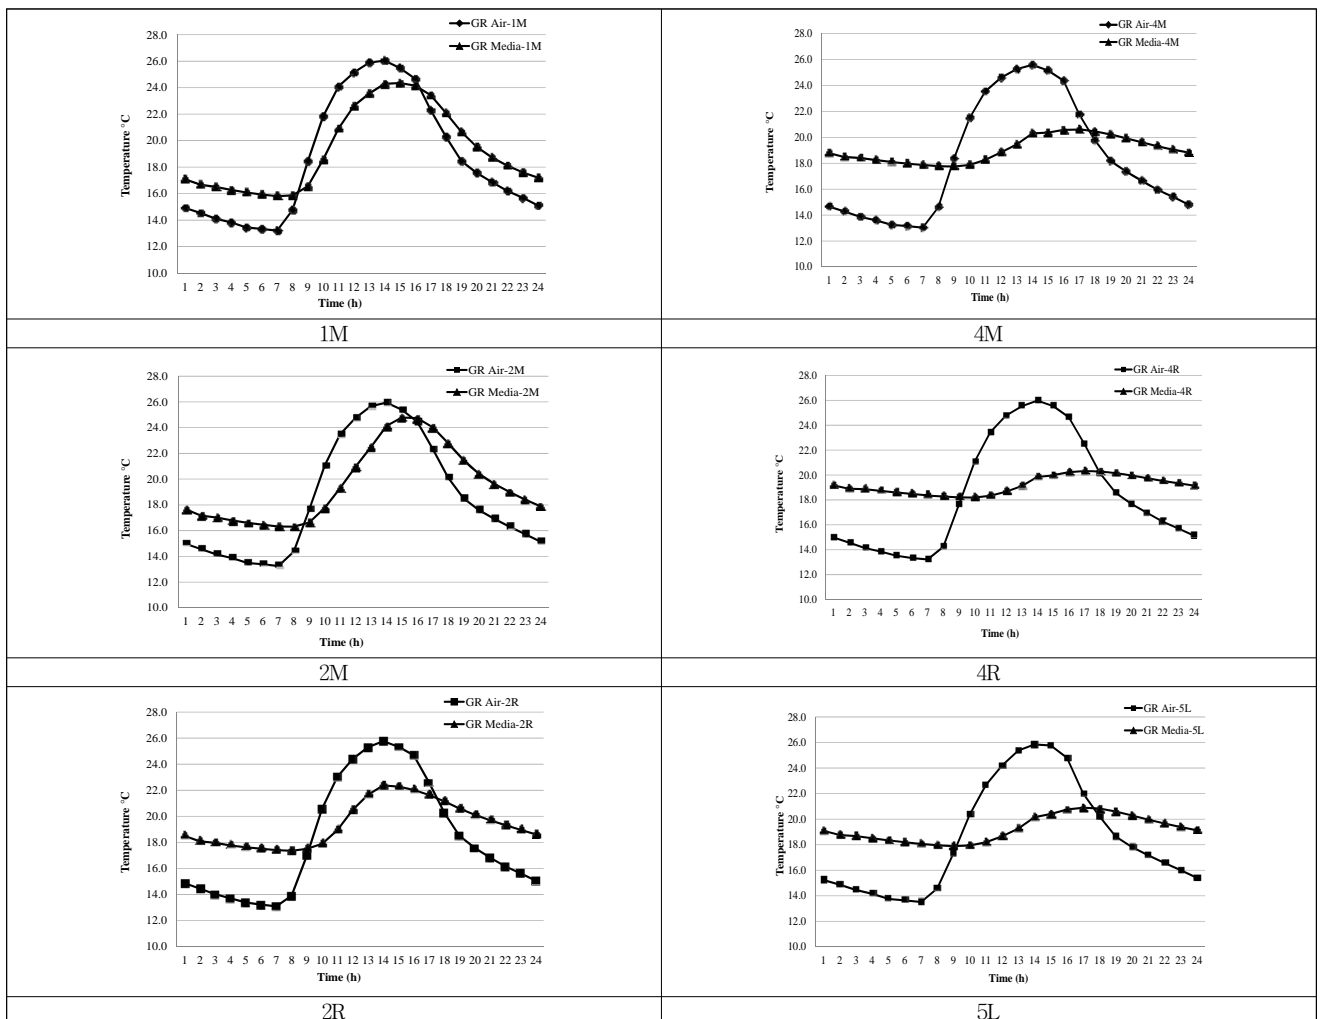 GR Air-1M
GR Media-1M
28.0
26.0
24.0
22.0
20.0
18.0
16.0
14.0
12.0
10.0
Temperature °C
1 2 3 4 5 6 7 8 9 10 11 12 13 14 15 16 17 18 19 20 21 22 23 24
Time (h)
1M
GR Air-4M
GR Media-4M
28.0
26.0
24.0
22.0
20.0
18.0
16.0
14.0
12.0
10.0
Temperature °C
1 2 3 4 5 6 7 8 9 10 11 12 13 14 15 16 17 18 19 20 21 22 23 24
Time (h)
4M
GR Air-2M
GR Media-2M
28.0
26.0
24.0
22.0
20.0
18.0
16.0
14.0
12.0
10.0
Temperature °C
1 2 3 4 5 6 7 8 9 10 11 12 13 14 15 16 17 18 19 20 21 22 23 24
Time (h)
2M
GR Air-4R
GR Media-4R
28.0
26.0
24.0
22.0
20.0
18.0
16.0
14.0
12.0
10.0
Temperature °C
1 2 3 4 5 6 7 8 9 10 11 12 13 14 15 16 17 18 19 20 21 22 23 24
Time (h)
4R
GR Air-2R
GR Media-2R
28.0
26.0
24.0
22.0
20.0
18.0
16.0
14.0
12.0
10.0
Temperature °C
1 2 3 4 5 6 7 8 9 10 11 12 13 14 15 16 17 18 19 20 21 22 23 24
Time (h)
2R
GR Air-5L
GR Media-5L
28.0
26.0
24.0
22.0
20.0
18.0
16.0
14.0
12.0
10.0
Temperature °C
1 2 3 4 5 6 7 8 9 10 11 12 13 14 15 16 17 18 19 20 21 22 23 24
Time (h)
5L